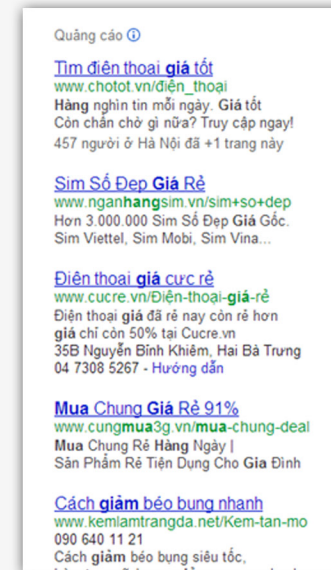 Quảng cáo
Tìm điện thoại giá tốt
www.chotot.vn/điện_thoại
Hàng nghìn tin mỗi ngày. Giá tốt
Còn chần chờ gì nữa? Truy cập ngay!
457 người ở Hà Nội đã +1 trang này
Sim Số Đẹp Giá Rẻ
www.nganhangsim.vn/sim+so+dep
Hơn 3.000.000 Sim Số Đẹp Giá Gốc.
Sim Viettel, Sim Mobi, Sim Vina...
Điện thoại giá cực rẻ
www.cucre.vn/Điện-thoại-giá-rẻ
Điện thoại giá đã rẻ nay còn rẻ hơn
giá chỉ còn 50% tại Cucre.vn
35B Nguyễn Bỉnh Khiêm, Hai Bà Trưng
04 7308 5267 - Hướng dẫn
Mua Chung Giá Rẻ 91%
www.cungmua3g.vn/mua-chung-deal
Mua Chung Rẻ Hàng Ngày |
Sản Phẩm Rẻ Tiện Dụng Cho Gia Đình
Cách giảm béo bụng nhanh
www.kemlamtrangda.net/Kem-tan-mo
090 640 11 21
Cách giảm béo bụng siêu tốc,